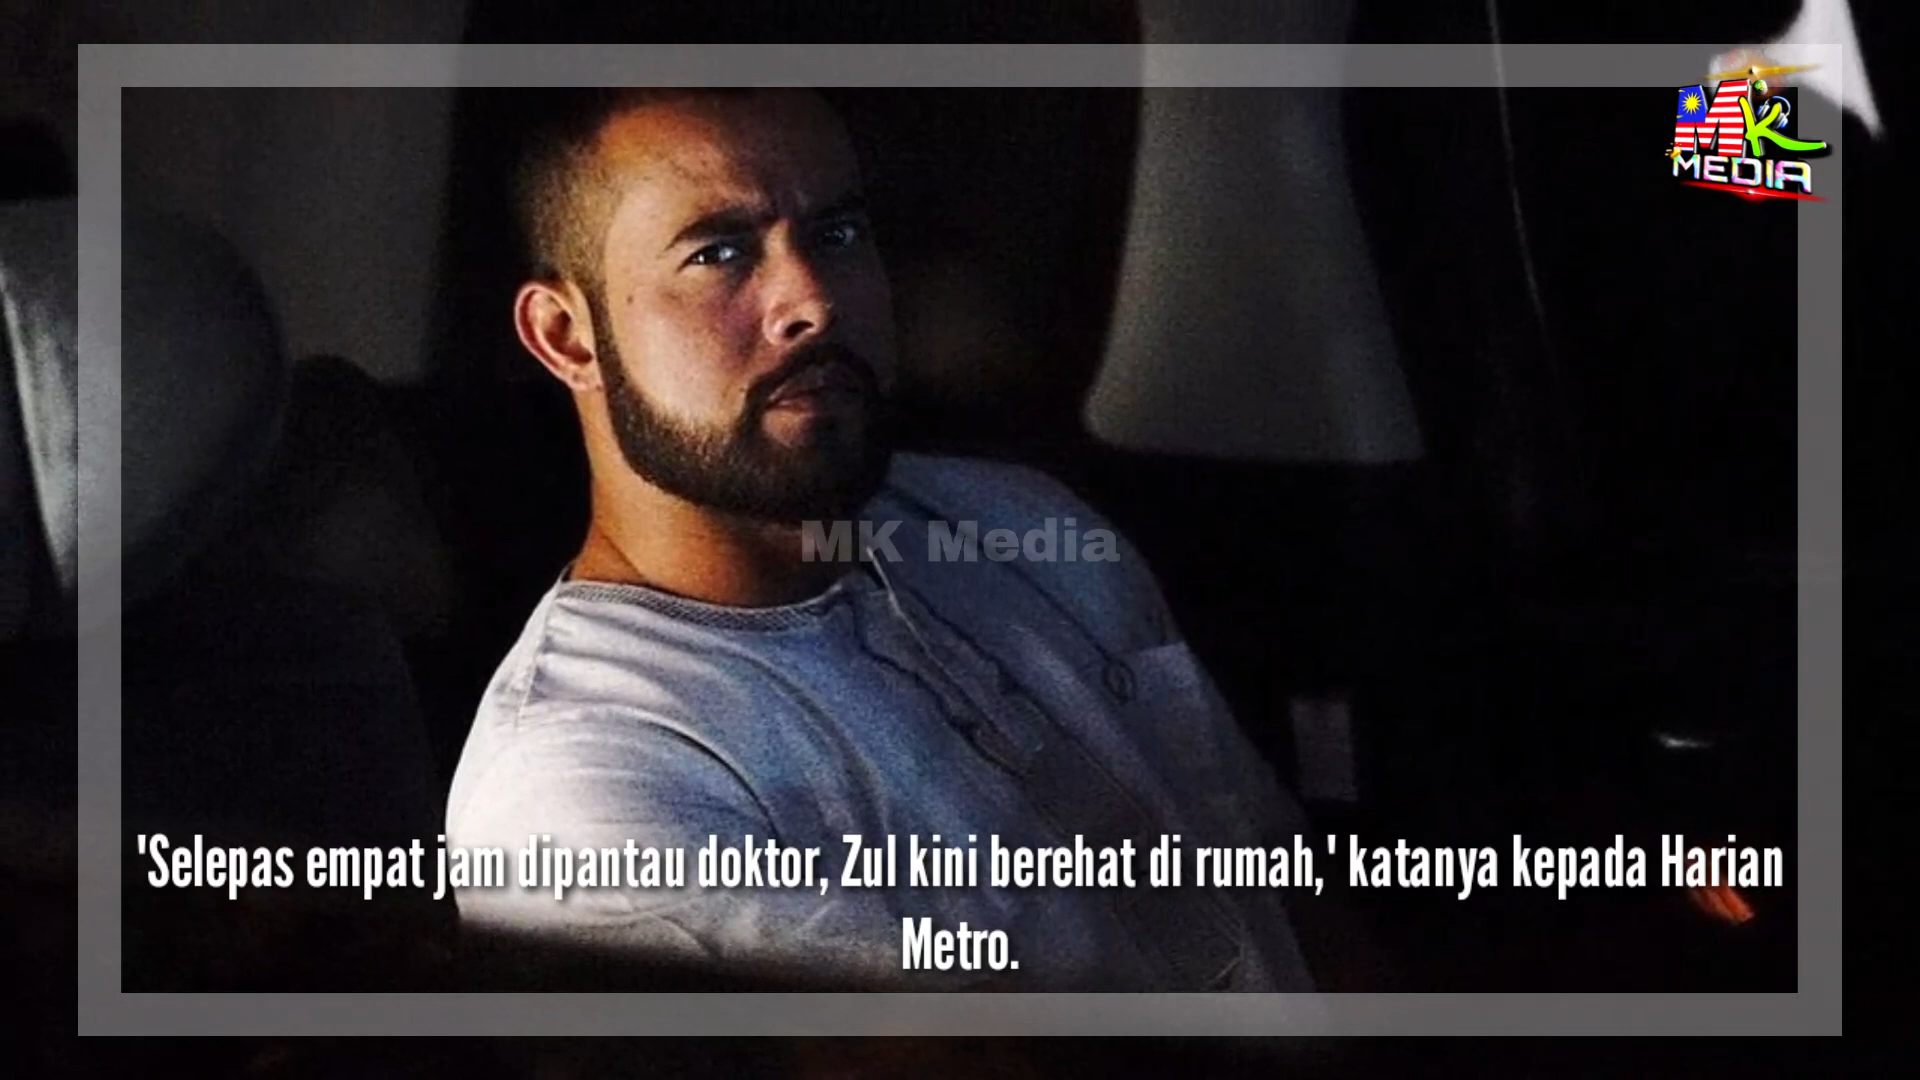 MK
MEDIA
MK Media
'Selepas empat jam dipantau doktor, Zul kini berehat di rumah,' katanya kepada Harian
Metro.